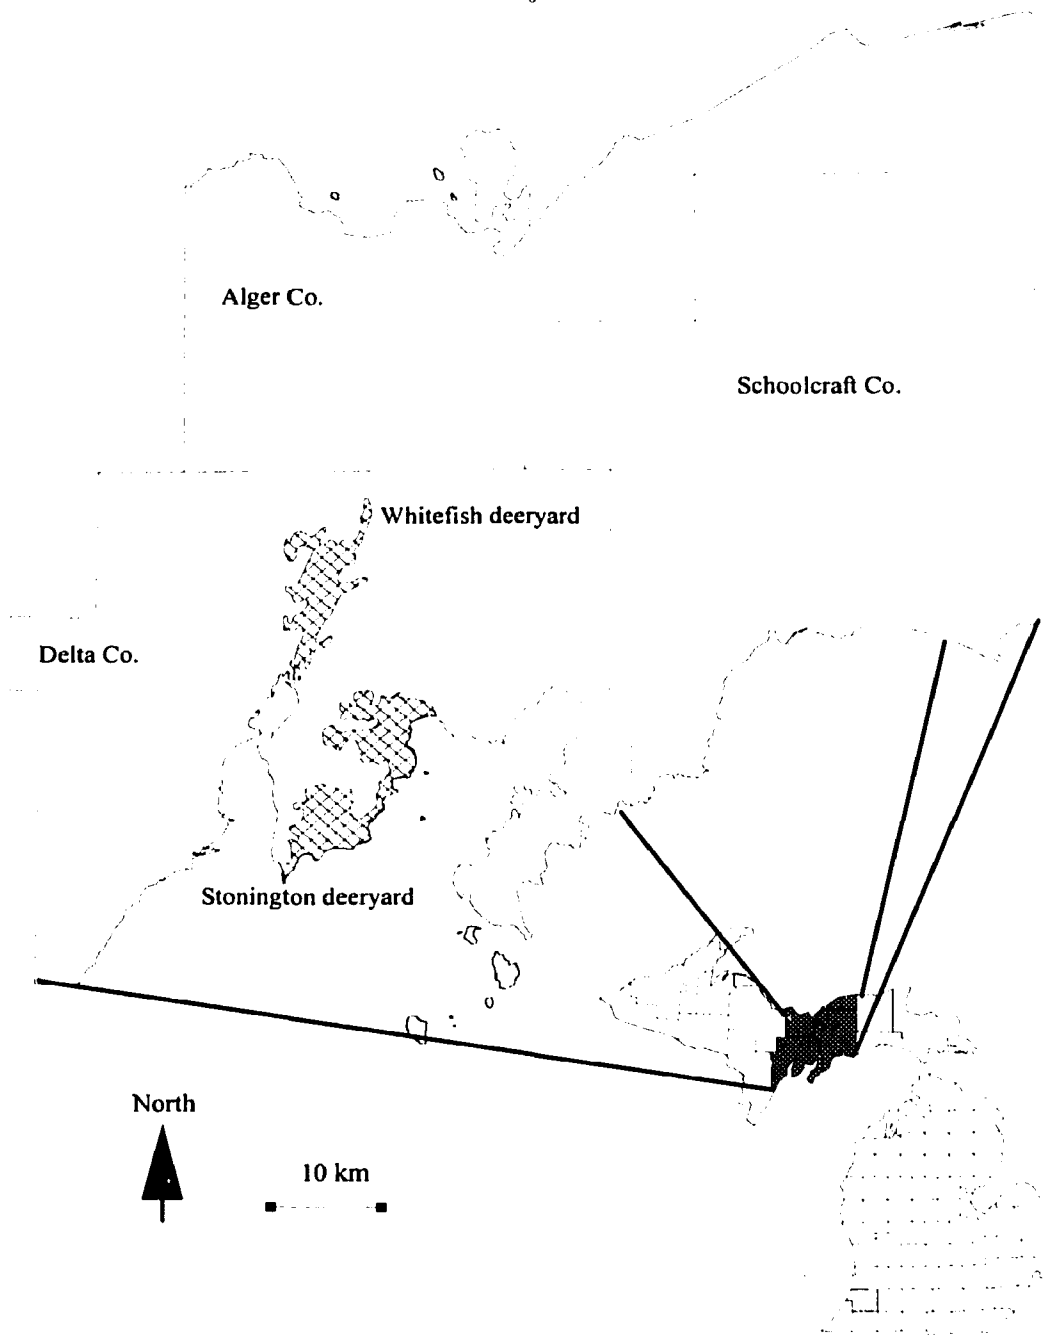 Alger Co.
Schoolcraft Co.
Whitefish deeryard
Delta Co.
Stonington deeryard
North
10 km